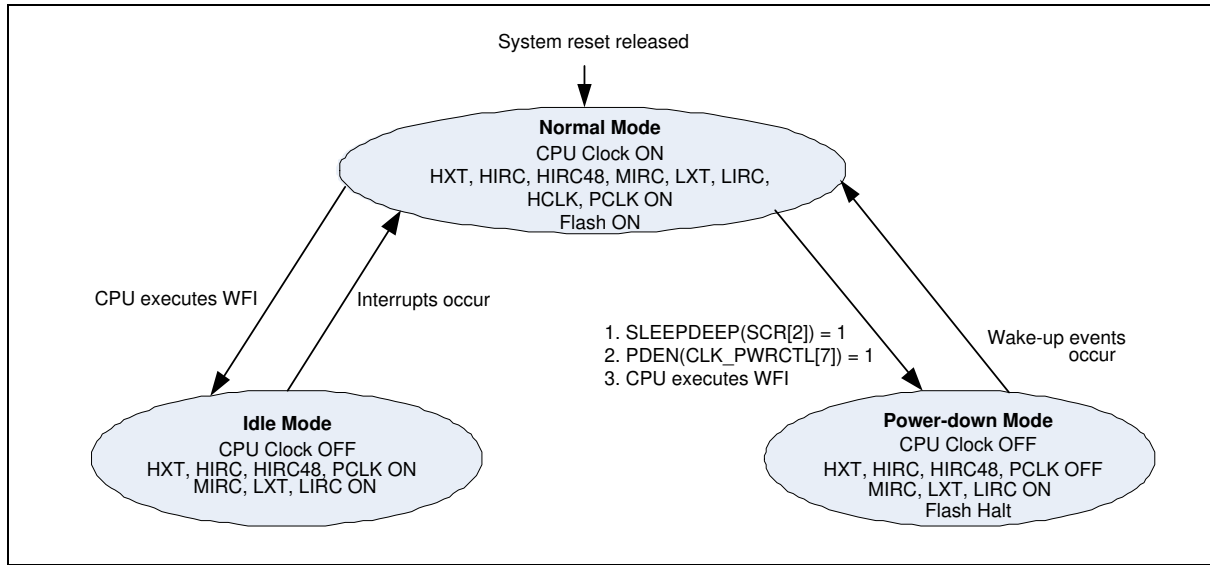 System reset released
Normal Mode
CPU Clock ON
HXT, HIRC, HIRC48, MIRC, LXT, LIRC,
HCLK, PCLK ON
Flash ON
CPU executes WFI
Interrupts occur
1. SLEEPDEEP(SCR[2]) = 1
2. PDEN(CLK_PWRCTL[7]) = 1
3. CPU executes WFI
Wake-up events
occur
Idle Mode
CPU Clock OFF
HXT, HIRC, HIRC48, PCLK ON
MIRC, LXT, LIRC ON
Power-down Mode
CPU Clock OFF
HXT, HIRC, HIRC48, PCLK OFF
MIRC, LXT, LIRC ON
Flash Halt